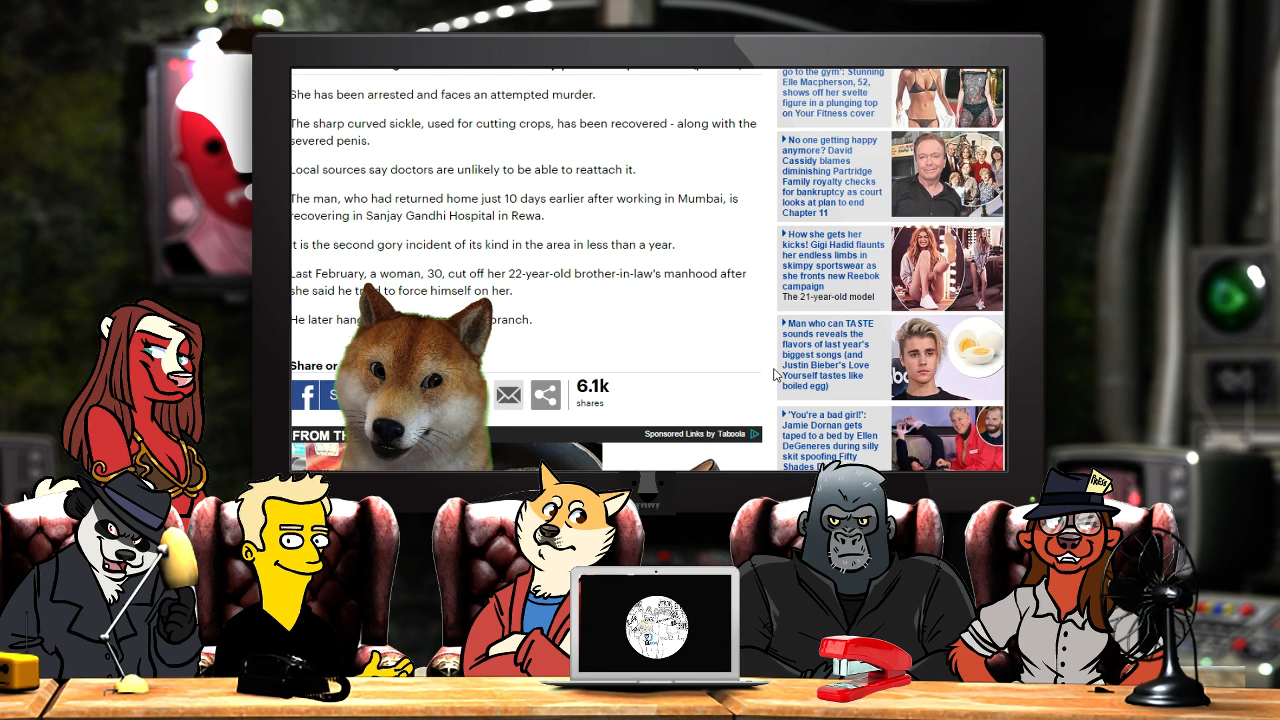 She has been arrested and faces an attempted murder.
The sharp curved sickle, used for cutting crops, has been recovered - along with the
severed penis.
Local sources say doctors are unlikely to be able to reattach it.
The man, who had returned home just 10 days earlier after working in Mumbai, is
recovering in Sanjay Gandhi Hospital in Rewa.
It is the second gory incident of its kind in the area in less than a year.
Last February, a woman, 30, cut off her 22-year-old brother-in-law's manhood after
she said he to force himself on her.
He later branch.
Share or
6.1k
shares
FROM
Sponsored Links by Taboola
go to the gym': Stunning
Elle Macpherson, 52,
shows off her svelte
figure in a plunging top
on Your Fitness cover
No one getting happy
anymore? David
Cassidy blames
diminishing Partridge
Family royalty checks
for bankruptcy as court
looks at plan to end
Chapter 11
How she gets her
kicks! Gigi Hadid flaunts
her endless limbs in
skimpy sportswear as
she fronts new Reebok
campaign
The 21-year-old model
Man who can TASTE
sounds reveals the
flavors of last year's
biggest songs (and
Justin Bieber's Love
Yourself tastes like
boiled egg)
'You're a bad girl!':
Jamie Dornan gets
taped to a bed by Ellen
DeGeneres during silly
skit spoofing Fifty
Shades
PRESS